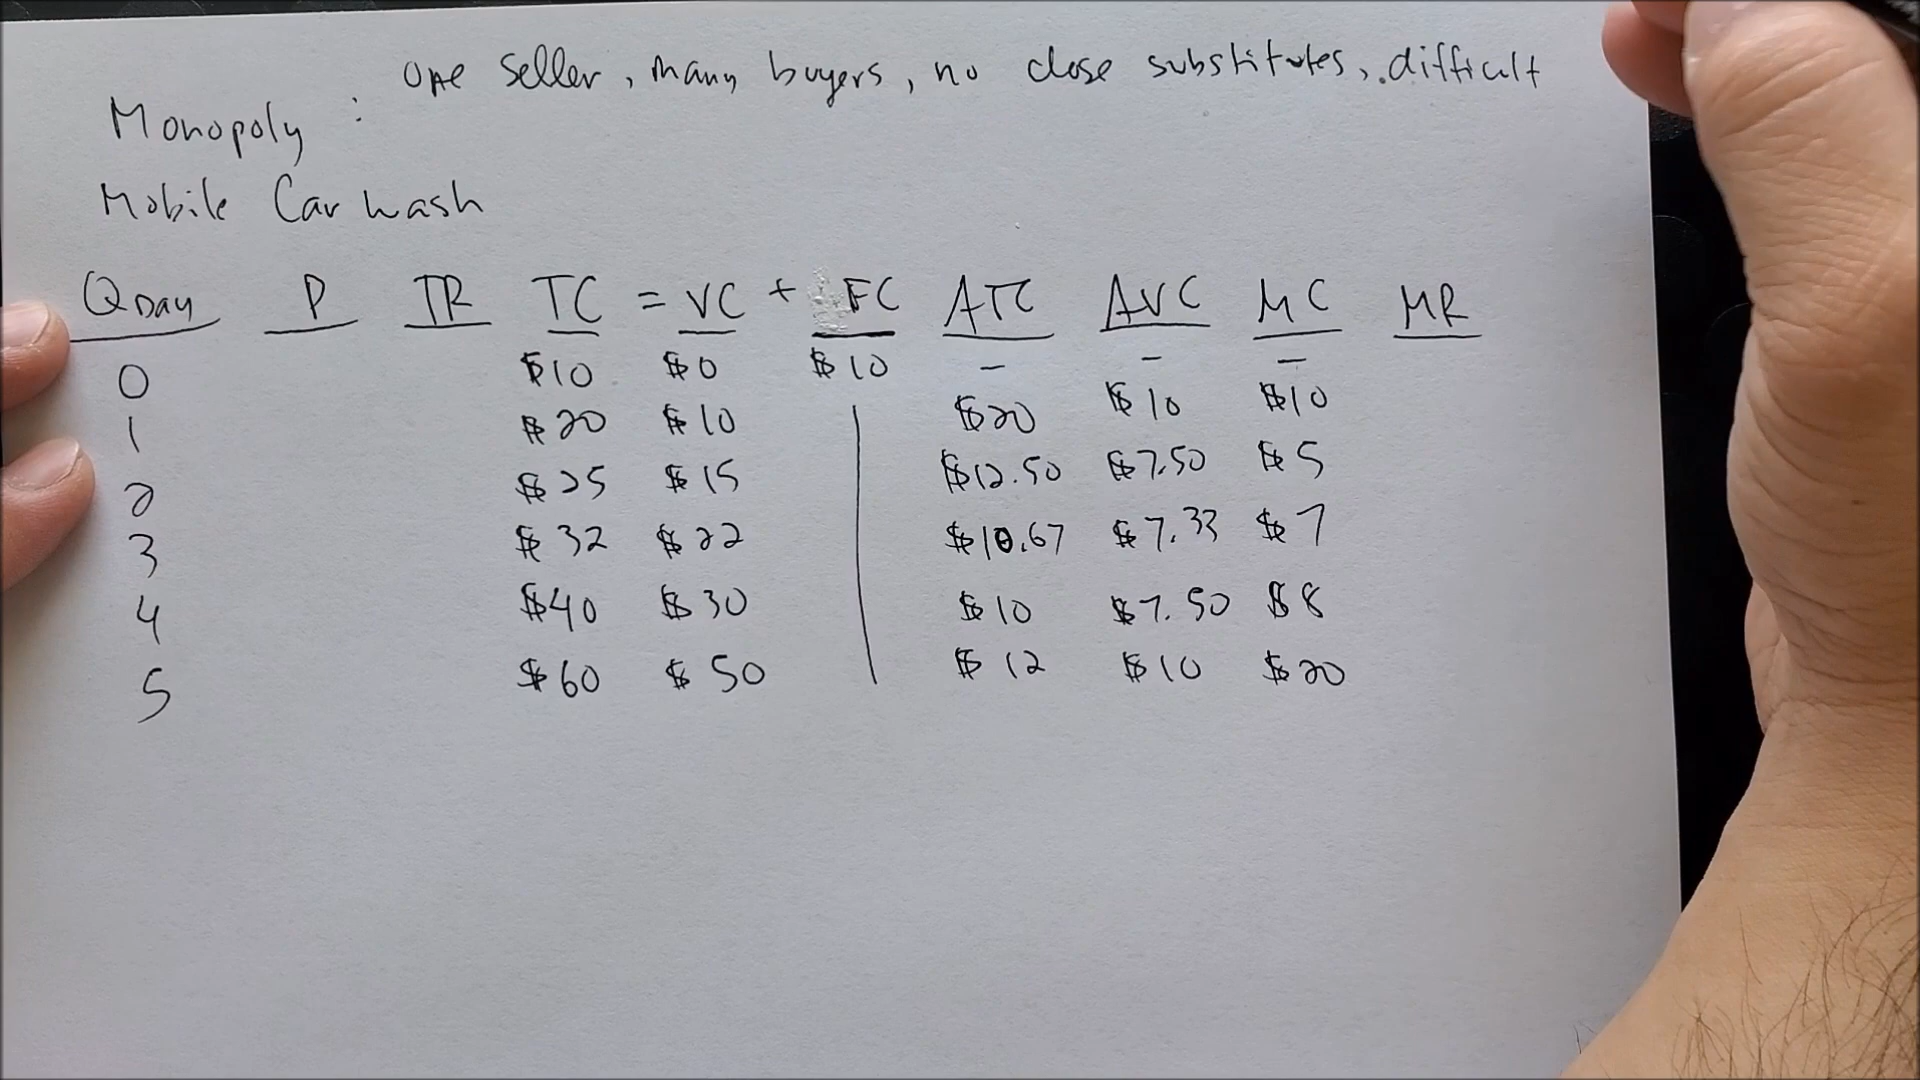 one seller, many buyers, no close substitutes, difficult
Monopoly :
Mobile Car wash
QDay P TR TC = VC + FC ATC AVC MC MR
0 $10 $0 $10 - - -
1 $20 $10 $20 $10 $10
2 $25 $15 $12.50 $7.50 $5
3 $32 $22 $10.67 $7.33 $7
4 $40 $30 $10 $7.50 $8
5 $60 $50 $12 $10 $20